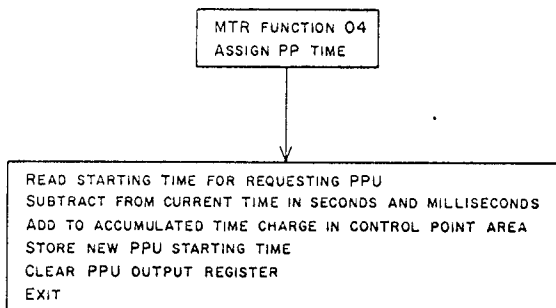 MTR FUNCTION 04
ASSIGN PP TIME
READ STARTING TIME FOR REQUESTING PPU
SUBTRACT FROM CURRENT TIME IN SECONDS AND MILLISECONDS
ADD TO ACCUMULATED TIME CHARGE IN CONTROL POINT AREA
STORE NEW PPU STARTING TIME
CLEAR PPU OUTPUT REGISTER
EXIT